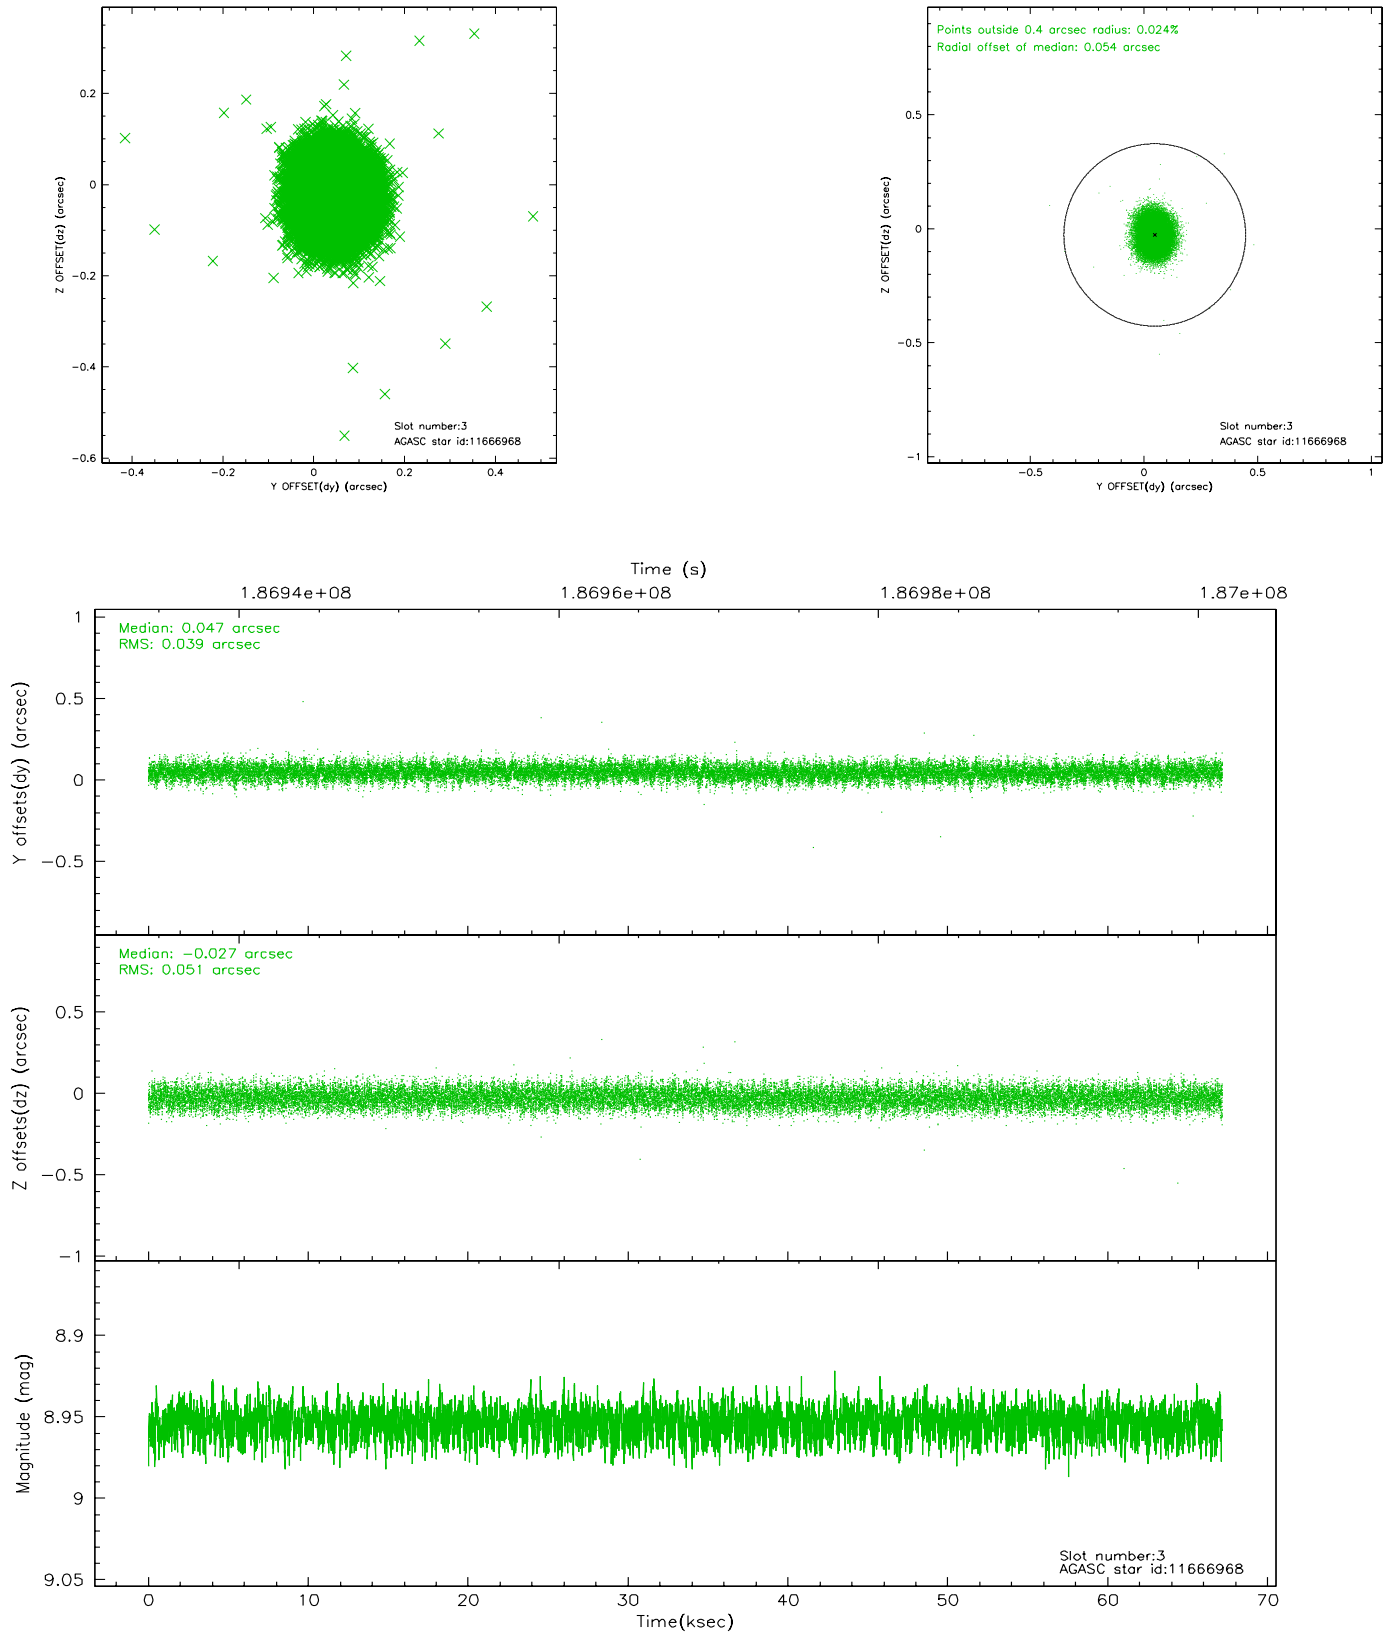 0.2
0
−0.2
−0.4
−0.6
Z OFFSET(dz) (arcsec)
−0.4 −0.2 0 0.2 0.4
Y OFFSET(dy) (arcsec)
Slot number:3
AGASC star id:11666968
Points outside 0.4 arcsec radius: 0.024%
Radial offset of median: 0.054 arcsec
0.5
0
−0.5
−1
Z OFFSET(dz) (arcsec)
−0.5 0 0.5 1
Y OFFSET(dy) (arcsec)
Slot number:3
AGASC star id:11666968
Time (s)
1.8694e+08 1.8696e+08 1.8698e+08 1.87e+08
Median: 0.047 arcsec
RMS: 0.039 arcsec
1
0.5
0
−0.5
Y offsets(dy) (arcsec)
Median: −0.027 arcsec
RMS: 0.051 arcsec
0.5
0
−0.5
−1
Z offsets(dz) (arcsec)
8.9
8.95
9
9.05
Magnitude (mag)
Slot number:3
AGASC star id:11666968
0 10 20 30 40 50 60 70
Time(ksec)